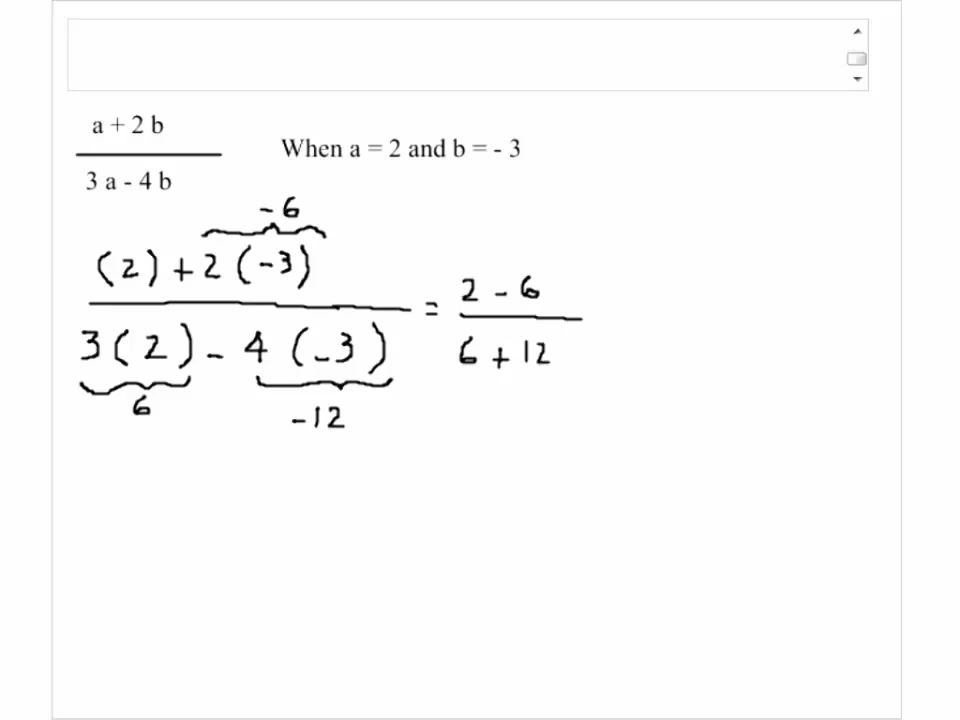 a + 2 b
3 a - 4 b
When a = 2 and b = - 3
-6
(2) + 2 (-3)
3 (2) - 4 (-3)
6
-12
=
2 - 6
6 + 12